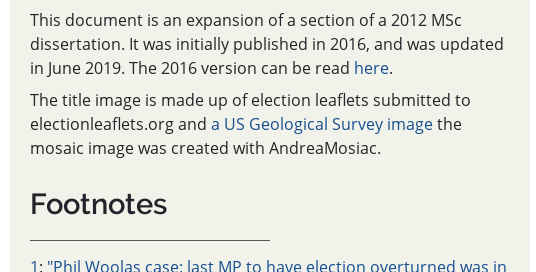 This document is an expansion of a section of a 2012 MSc
dissertation. It was initially published in 2016, and was updated
in June 2019. The 2016 version can be read here.
The title image is made up of election leaflets submitted to
electionleaflets.org and a US Geological Survey image the
mosaic image was created with AndreaMosiac.
Footnotes
1: "Phil Woolas case: last MP to have election overturned was in